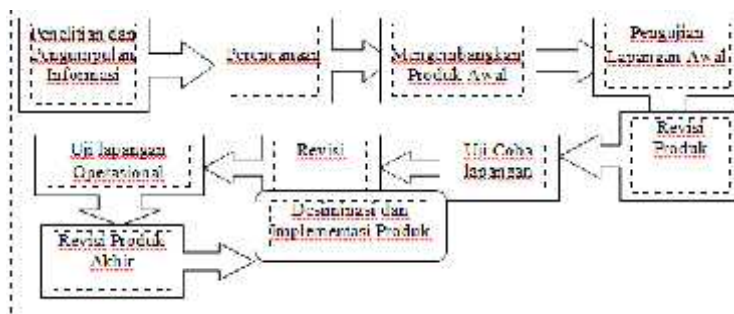 Penelitian dan
Pengumpulan
Informasi
Perencanaan
Mengembangkan
Produk Awal
Pengujian
Lapangan Awal
Revisi
Produk
Uji Coba
lapangan
Revisi
Uji lapangan
Operasional
Revisi Produk
Akhir
Desiminasi dan
Implementasi Produk